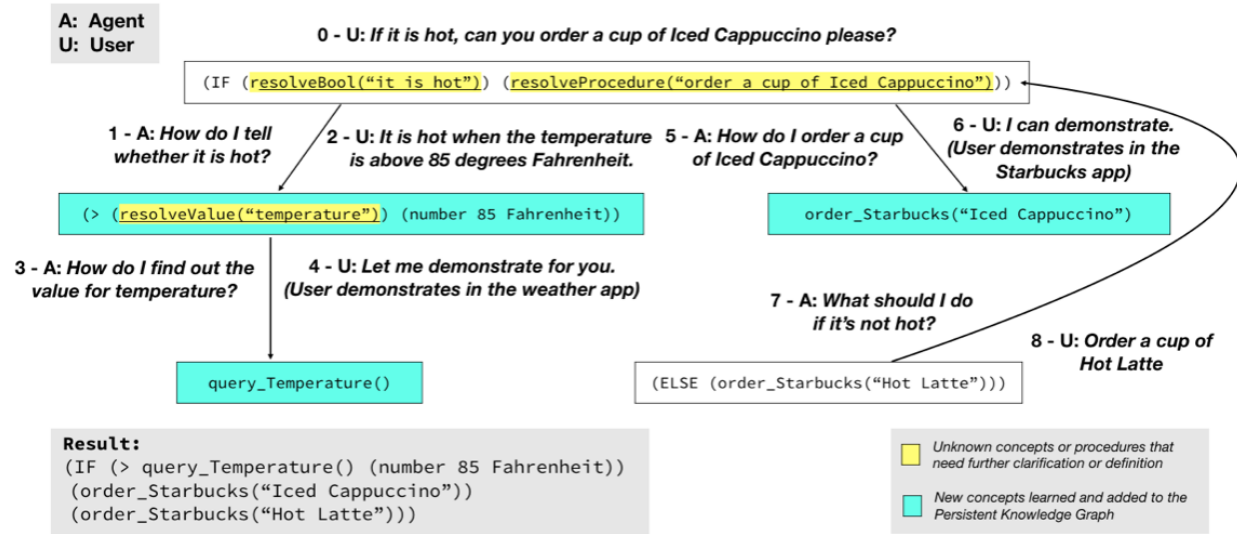 A: Agent
U: User
0 - U: If it is hot, can you order a cup of Iced Cappuccino please?
(IF (resolveBool(“it is hot”)) (resolveProcedure(“order a cup of Iced Cappuccino”)))
1 - A: How do I tell
whether it is hot?
2 - U: It is hot when the temperature
is above 85 degrees Fahrenheit.
5 - A: How do I order a cup
of Iced Cappuccino?
6 - U: I can demonstrate.
(User demonstrates in the
Starbucks app)
(> (resolveValue(“temperature”)) (number 85 Fahrenheit))
order_Starbucks(“Iced Cappuccino”)
3 - A: How do I find out the
value for temperature?
4 - U: Let me demonstrate for you.
(User demonstrates in the weather app)
7 - A: What should I do
if it’s not hot?
8 - U: Order a cup of
Hot Latte
query_Temperature()
(ELSE (order_Starbucks(“Hot Latte”)))
Result:
(IF (> query_Temperature() (number 85 Fahrenheit))
(order_Starbucks(“Iced Cappuccino”))
(order_Starbucks(“Hot Latte”)))
Unknown concepts or procedures that
need further clarification or definition
New concepts learned and added to the
Persistent Knowledge Graph